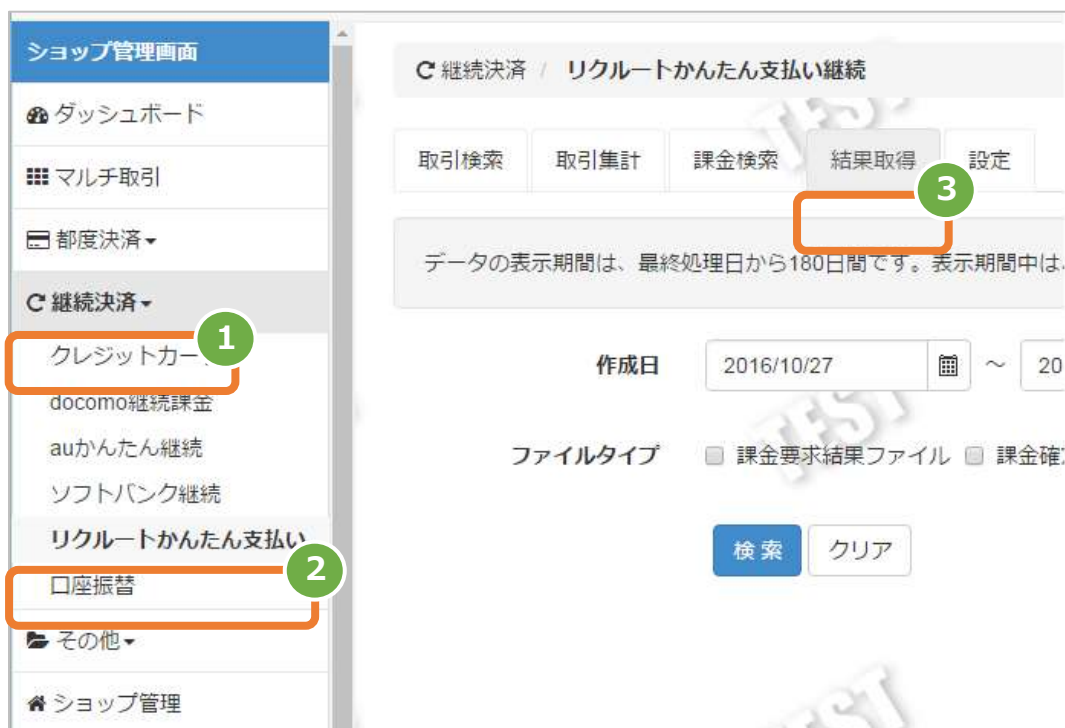 ショップ管理画面
ダッシュボード
マルチ取引
都度決済
継続決済
1
クレジットカー
docomo継続課金
auかんたん継続
ソフトバンク継続
リクルートかんたん支払い
2
口座振替
その他
ショップ管理
継続決済 / リクルートかんたん支払い継続
取引検索 取引集計 課金検索 結果取得 設定
3
データの表示期間は、最終処理日から180日間です。表示期間中は、
作成日 2016/10/27 ～ 20
ファイルタイプ 課金要求結果ファイル 課金確
検索 クリア
TEST
TEST
TEST